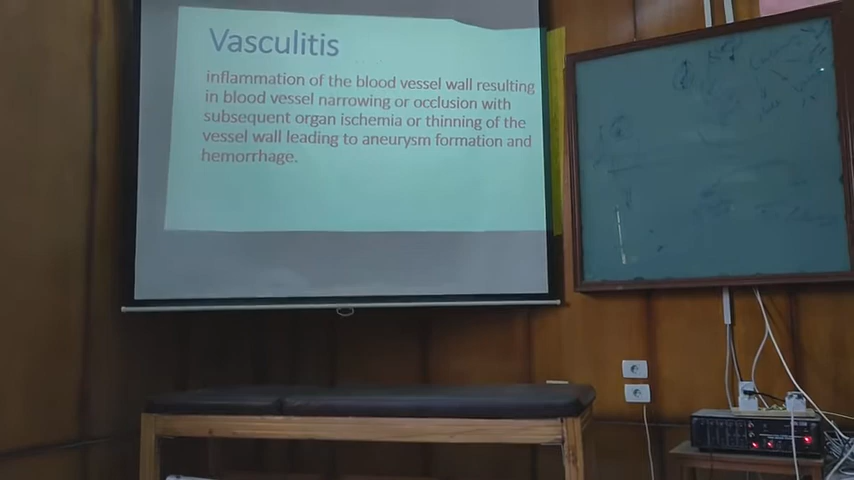 Vasculitis
inflammation of the blood vessel wall resulting
in blood vessel narrowing or occlusion with
subsequent organ ischemia or thinning of the
vessel wall leading to aneurysm formation and
hemorrhage.